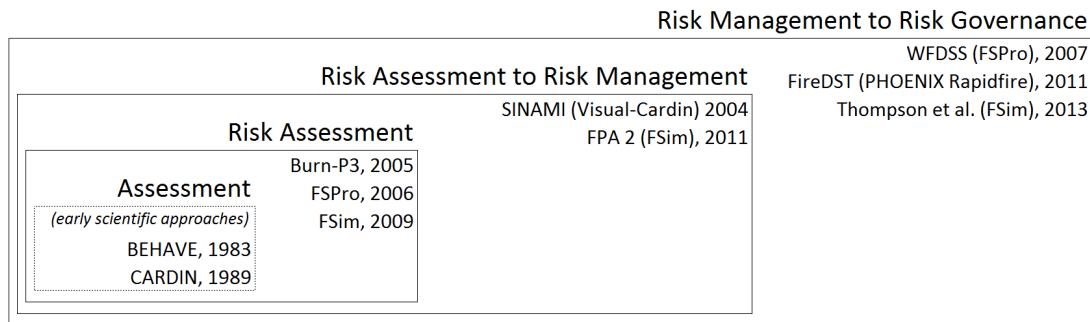 Risk Management to Risk Governance
WFDSS (FSPro), 2007
FireDST (PHOENIX Rapidfire), 2011
Thompson et al. (FSim), 2013
Risk Assessment to Risk Management
SINAMI (Visual-Cardin) 2004
FPA 2 (FSim), 2011
Risk Assessment
Burn-P3, 2005
FSPro, 2006
FSim, 2009
Assessment
(early scientific approaches)
BEHAVE, 1983
CARDIN, 1989